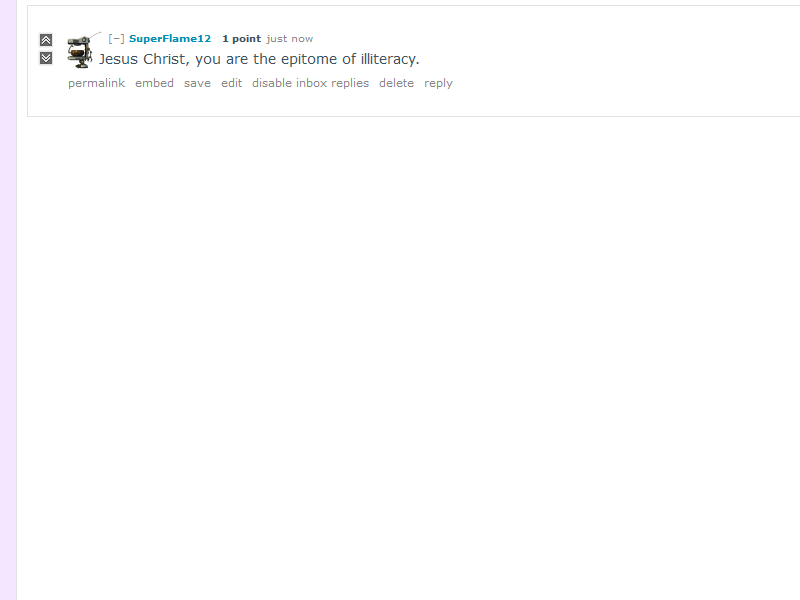 [–] SuperFlame12 1 point just now
Jesus Christ, you are the epitome of illiteracy.
permalink embed save edit disable inbox replies delete reply